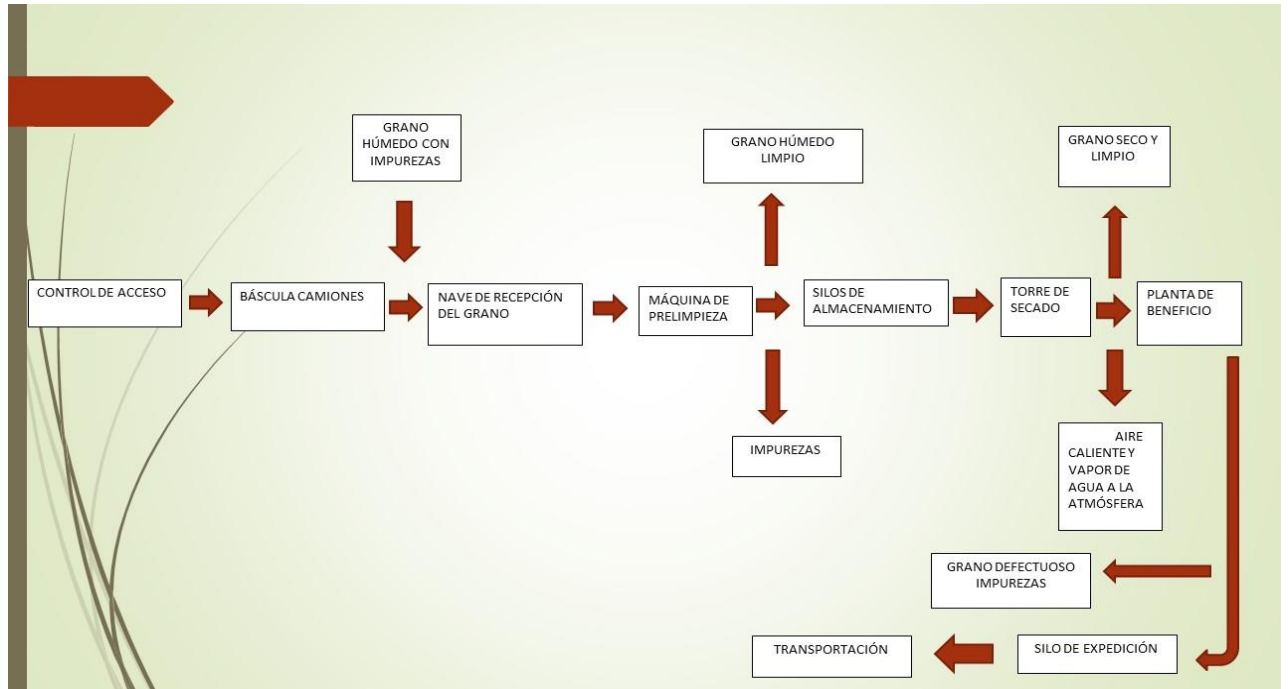 GRANO
HÚMEDO CON
IMPUREZAS
GRANO HÚMEDO
LIMPIO
GRANO SECO Y
LIMPIO
CONTROL DE ACCESO
BÁSCULA CAMIONES
NAVE DE RECEPCIÓN
DEL GRANO
MÁQUINA DE
PRELIMPIEZA
SILOS DE
ALMACENAMIENTO
TORRE DE
SECADO
PLANTA DE
BENEFICIO
IMPUREZAS
AIRE
CALIENTE Y
VAPOR DE
AGUA A LA
ATMÓSFERA
GRANO DEFECTUOSO
IMPUREZAS
TRANSPORTACIÓN
SILO DE EXPEDICIÓN